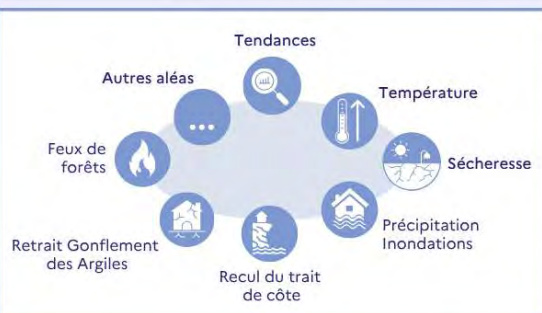 Tendances
Autres aléas
Température
Feux de
forêts
Sécheresse
Précipitation
Inondations
Retrait Gonflement
des Argiles
Recul du trait
de côte